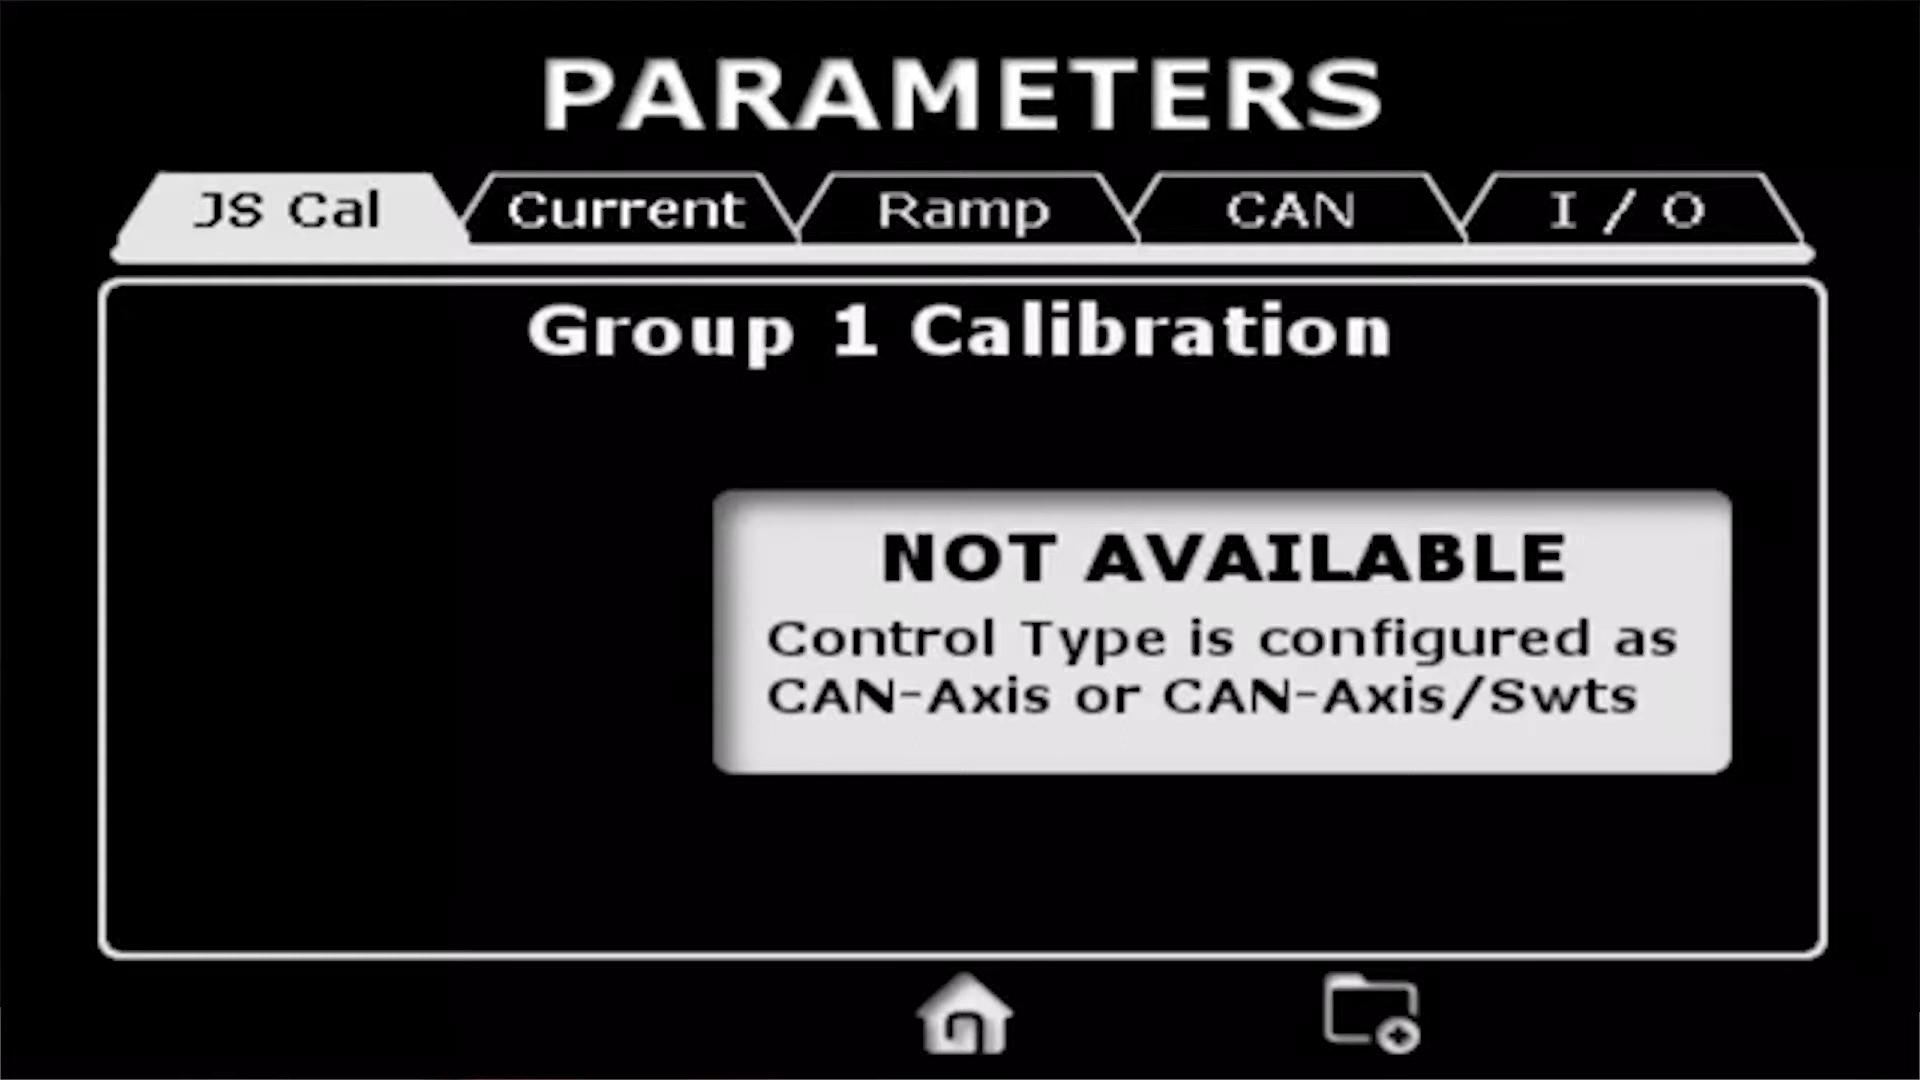 PARAMETERS
JS Cal
Current
Ramp
CAN
I / O
Group 1 Calibration
NOT AVAILABLE
Control Type is configured as
CAN-Axis or CAN-Axis/Swts